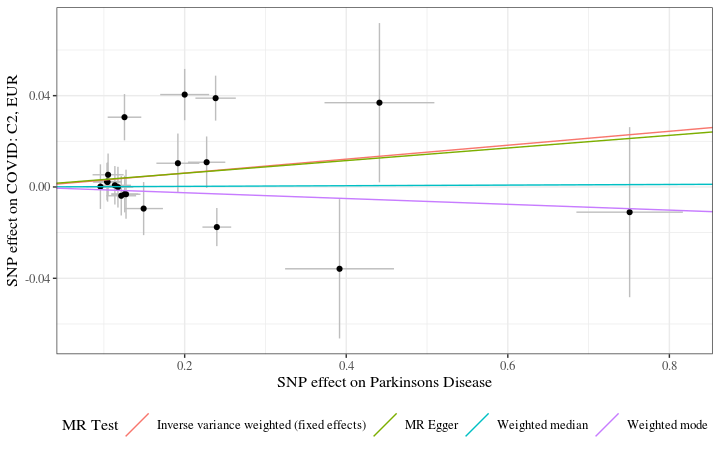 SNP effect on COVID: C2, EUR
0.04
0.00
-0.04
0.2 0.4 0.6 0.8
SNP effect on Parkinsons Disease
MR Test Inverse variance weighted (fixed effects) MR Egger Weighted median Weighted mode